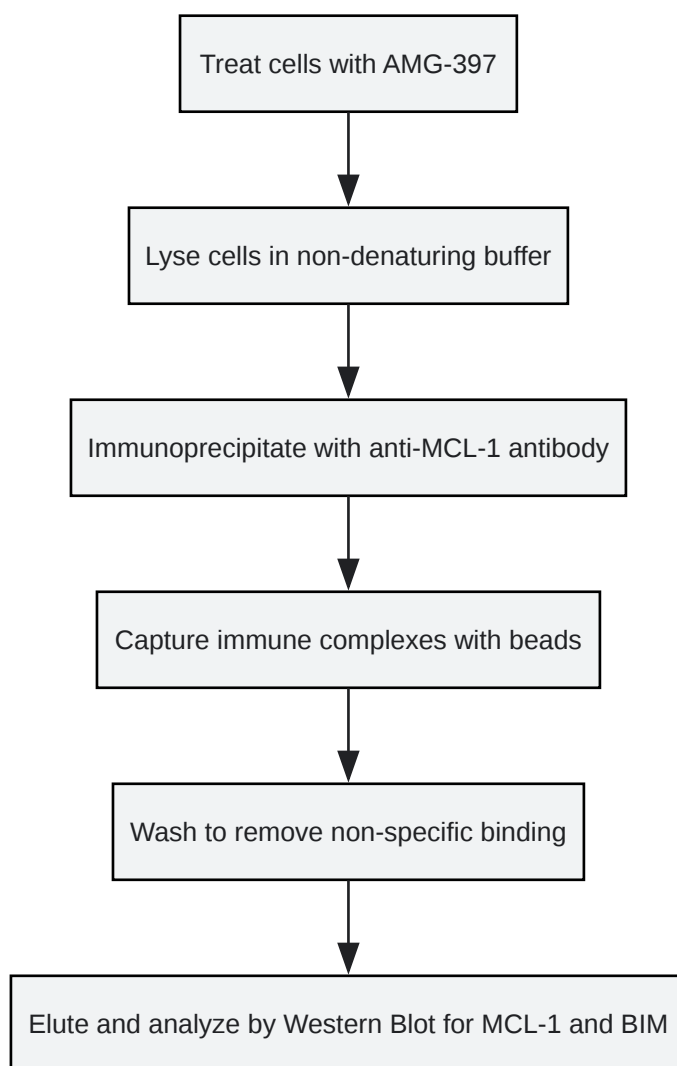 Treat cells with AMG-397
Lyse cells in non-denaturing buffer
Immunoprecipitate with anti-MCL-1 antibody
Capture immune complexes with beads
Wash to remove non-specific binding
Elute and analyze by Western Blot for MCL-1 and BIM